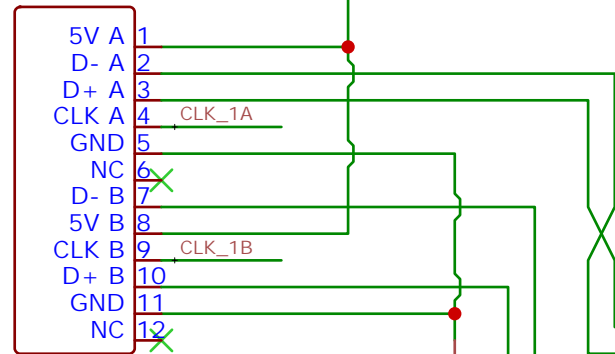 5V A 1
D- A 2
D+ A 3
CLK A 4 CLK_1A
GND 5
NC 6
D- B 7
5V B 8
CLK B 9 CLK_1B
D+ B 10
GND 11
NC 12